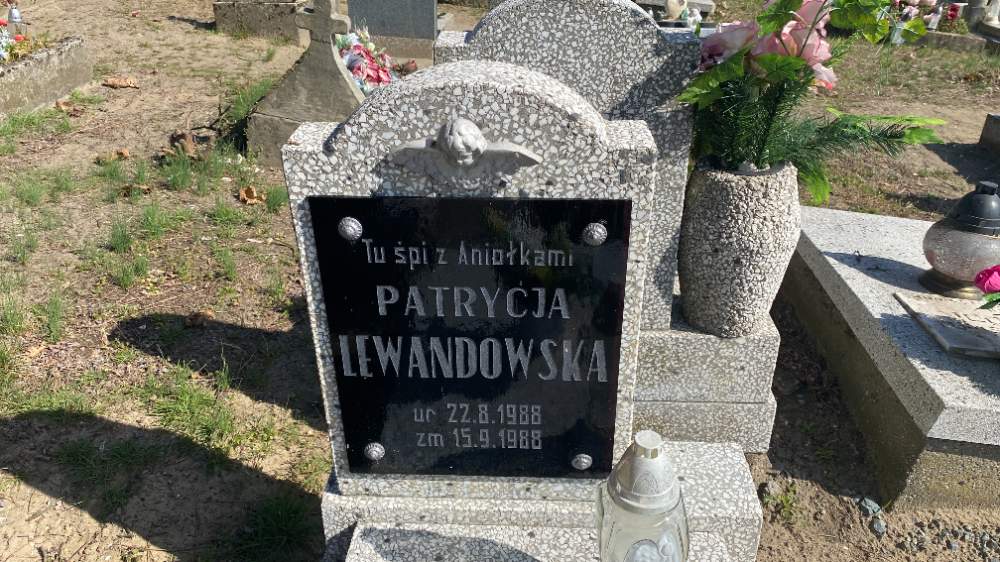 Tu śpi z Aniołkami
PATRYCJA
LEWANDOWSKA
ur 22.8.1988
zm 15.9.1988